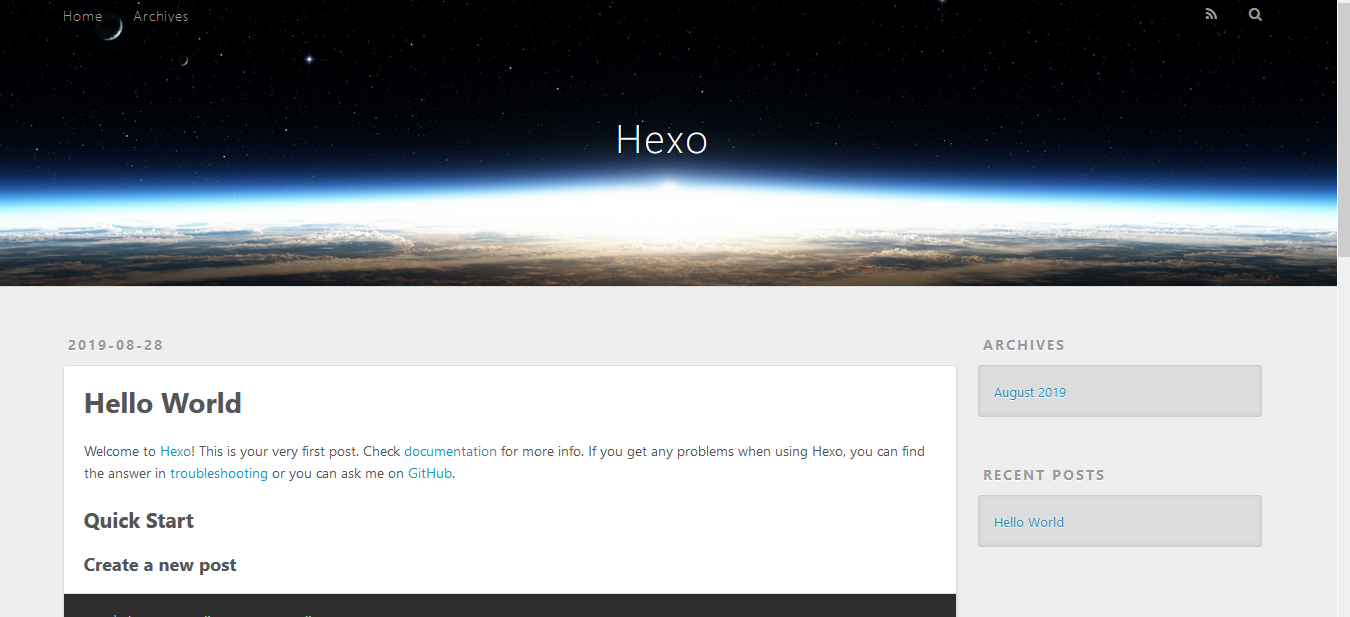 Home Archives
Hexo
2019-08-28
Hello World
Welcome to Hexo! This is your very first post. Check documentation for more info. If you get any problems when using Hexo, you can find
the answer in troubleshooting or you can ask me on GitHub.
Quick Start
Create a new post
ARCHIVES
August 2019
RECENT POSTS
Hello World